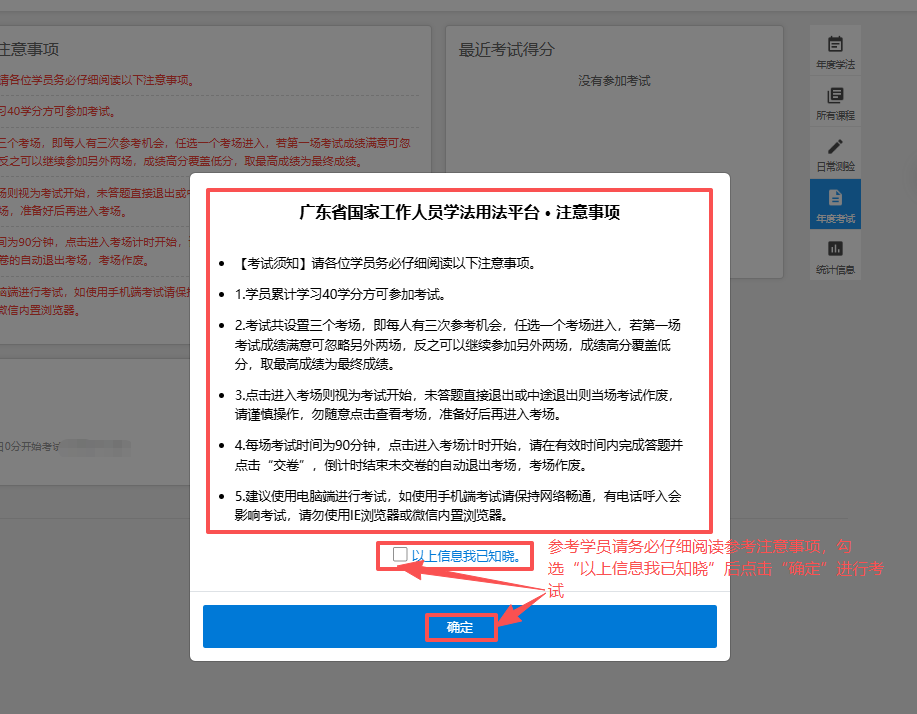 注意事项
请各位学员务必仔细阅读以下注意事项。
习40学分方可参加考试。
三个考场，即每人有三次参考机会，任选一个考场进入，若第一场考试成绩满意可忽
反之可以继续参加另外两场，成绩高分覆盖低分，取最高成绩为最终成绩。
场则视为考试开始，未答题直接退出或中
场，准备好后再进入考场。
间为90分钟，点击进入考场计时开始，
卷的自动退出考场，考场作废。
脑端进行考试，如使用手机端考试请保持
微信内置浏览器。
日0分开始考试
最近考试得分
没有参加考试
年度学法
所有课程
日常测验
年度考试
统计信息
广东省国家工作人员学法用法平台 • 注意事项
• 【考试须知】请各位学员务必仔细阅读以下注意事项。
• 1.学员累计学习40学分方可参加考试。
• 2.考试共设置三个考场，即每人有三次参考机会，任选一个考场进入，若第一场
考试成绩满意可忽略另外两场，反之可以继续参加另外两场，成绩高分覆盖低
分，取最高成绩为最终成绩。
• 3.点击进入考场则视为考试开始，未答题直接退出或中途退出则当场考试作废，
请谨慎操作，勿随意点击查看考场，准备好后再进入考场。
• 4.每场考试时间为90分钟，点击进入考场计时开始，请在有效时间内完成答题并
点击“交卷”，倒计时结束未交卷的自动退出考场，考场作废。
• 5.建议使用电脑端进行考试，如使用手机端考试请保持网络畅通，有电话呼入会
影响考试，请勿使用IE浏览器或微信内置浏览器。
以上信息我已知晓。
参考学员请务必仔细阅读参考注意事项，勾
选“以上信息我已知晓”后点击“确定”进行考
试
确定